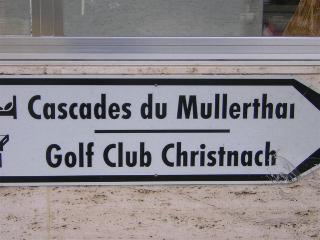 Cascades du Mullerthal
Golf Club Christnach